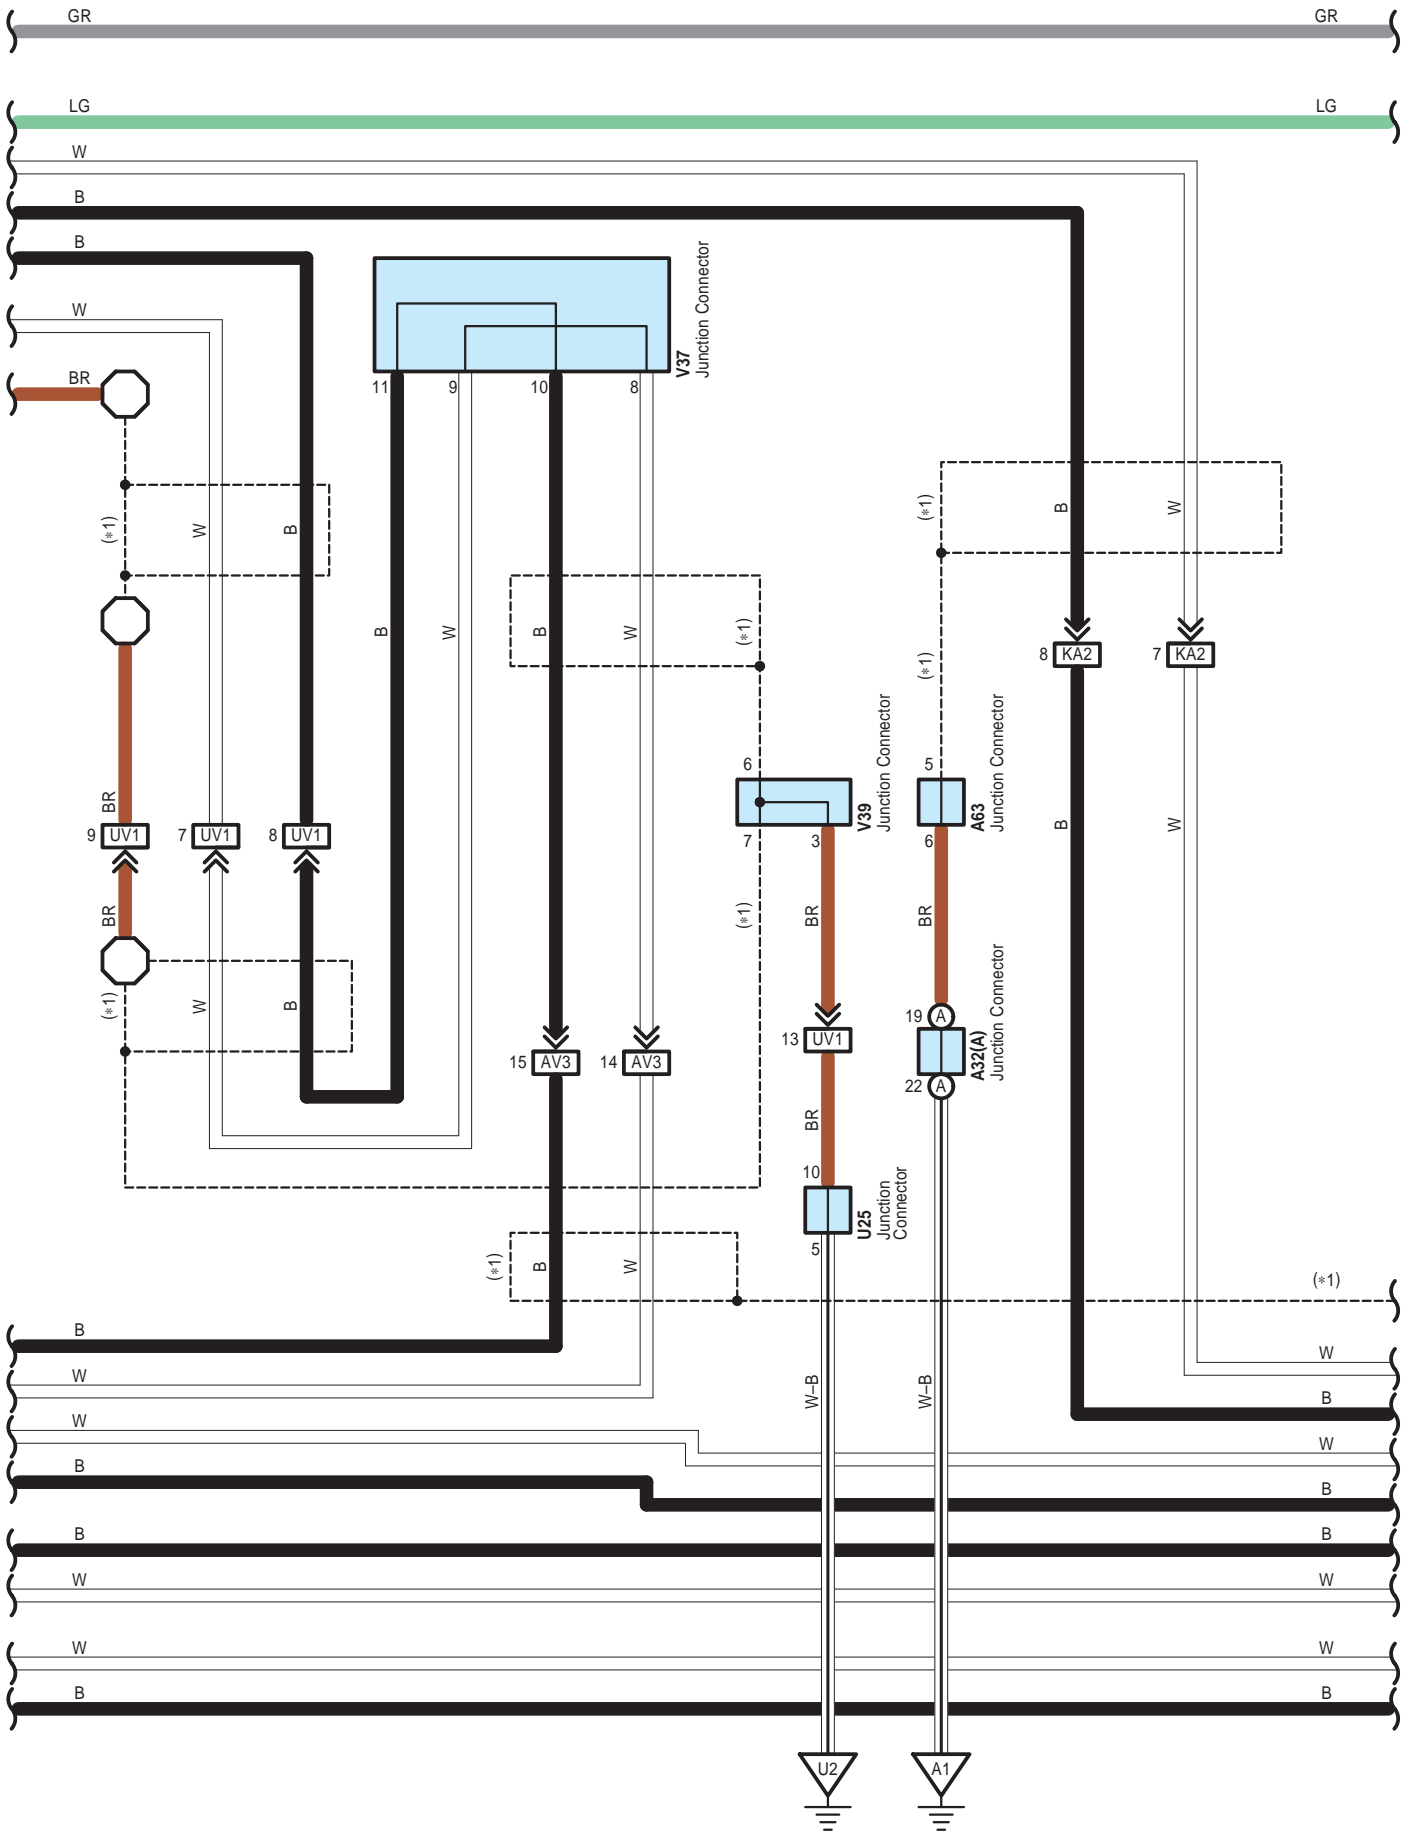 GR GR
LG LG
W
B
B
W
BR
V37
Junction Connector
11 9 10 8
(*1) W B
(*1) B W
B W B W (*1)
(*1)
8 KA2 7 KA2
6 5
V39
Junction Connector
A63
Junction Connector
BR
9 UV1 7 UV1 8 UV1
7 3 6
B W
BR (*1) BR BR
(*1) W B
19 A
A32(A)
Junction Connector
22 A
13 UV1
15 AV3 14 AV3
BR
10
U25
Junction
Connector
5
(*1) B W
(*1)
B
W W
W-B W-B
B
W
W
B B
B B
W W
W W
B B
U2 A1